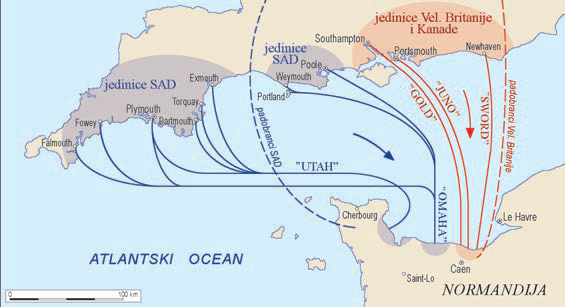 jedinice Vel. Britanije
i Kanade
Southampton
Portsmouth
Newhaven
jedinice
SAD
Poole
Weymouth
Portland
jedinice SAD
Exmouth
Torquay
Plymouth
Dartmouth
Fowey
Falmouth
padobranci SAD
padobranci Vel. Britanije
"GOLD"
"JUNO"
"SWORD"
"UTAH"
"OMAHA"
Cherbourg
Le Havre
ATLANTSKI OCEAN
Saint-Lo
Caen
NORMANDIJA
0 100 km